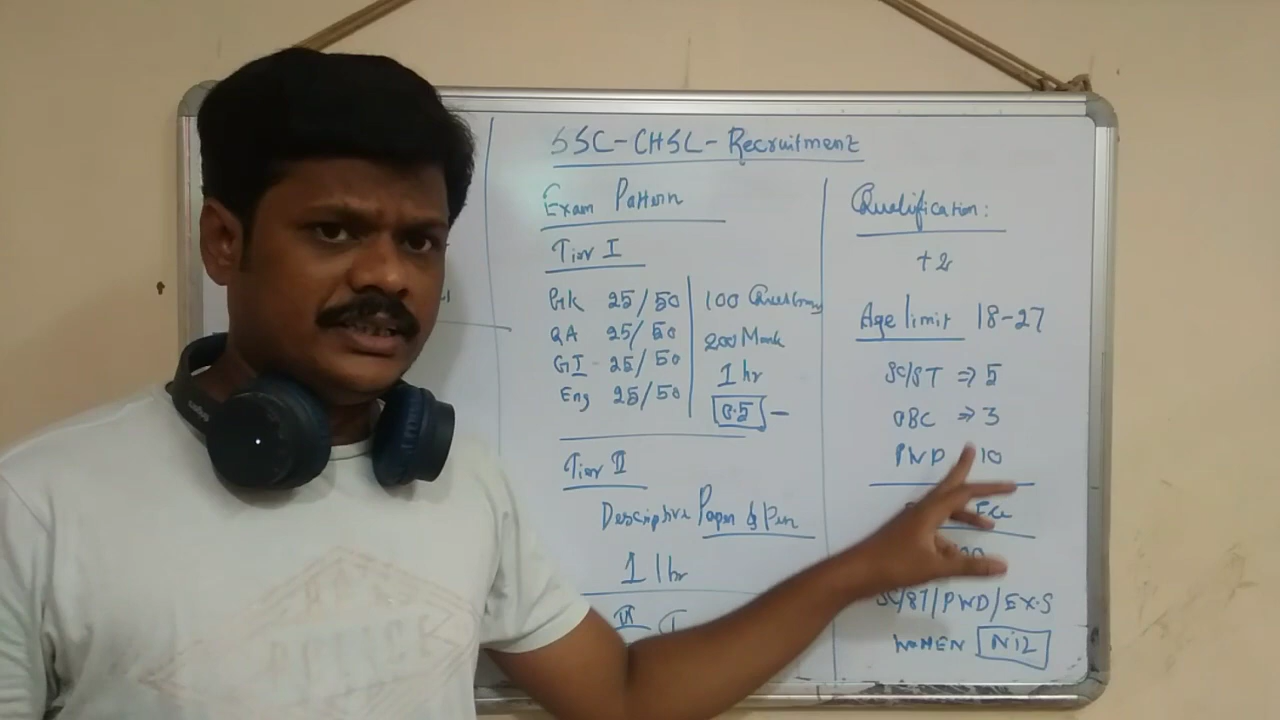 SSC-CHSL-Recruitment
Exam Pattern
Tier I
GK 25/50
QA 25/50
GI 25/50
Eng 25/50
100 Questions
200 Mark
1 hr
0.5 -
Tier II
Descriptive Paper & Pen
1 hr
Qualification:
+2
Age limit 18-27
SC/ST ⇒ 5
OBC ⇒ 3
PWD 10
SC/ST/PWD/EX.S
WOMEN NIL